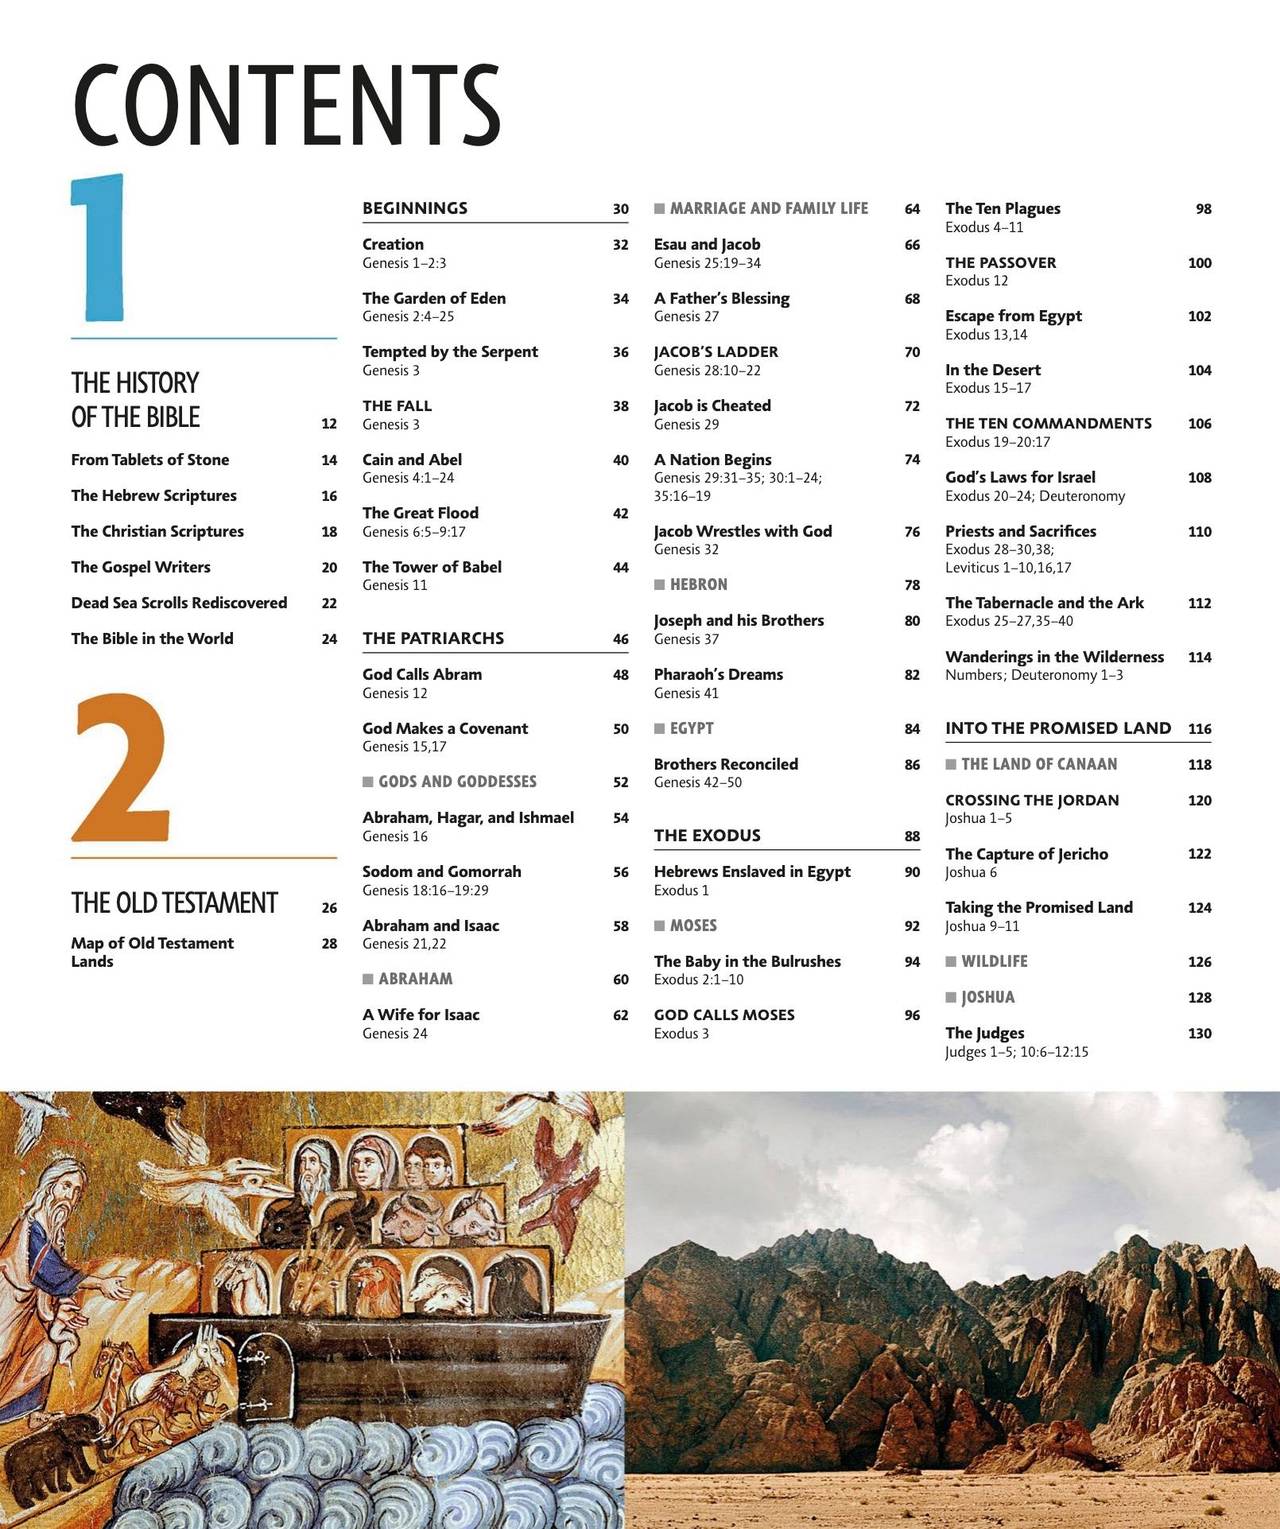 CONTENTS
1
THE HISTORY
OF THE BIBLE 12
From Tablets of Stone 14
The Hebrew Scriptures 16
The Christian Scriptures 18
The Gospel Writers 20
Dead Sea Scrolls Rediscovered 22
The Bible in the World 24
2
THE OLD TESTAMENT 26
Map of Old Testament 28
Lands
BEGINNINGS 30
Creation 32
Genesis 1–2:3
The Garden of Eden 34
Genesis 2:4–25
Tempted by the Serpent 36
Genesis 3
THE FALL 38
Genesis 3
Cain and Abel 40
Genesis 4:1–24
The Great Flood 42
Genesis 6:5–9:17
The Tower of Babel 44
Genesis 11
THE PATRIARCHS 46
God Calls Abram 48
Genesis 12
God Makes a Covenant 50
Genesis 15,17
GODS AND GODDESSES 52
Abraham, Hagar, and Ishmael 54
Genesis 16
Sodom and Gomorrah 56
Genesis 18:16–19:29
Abraham and Isaac 58
Genesis 21,22
ABRAHAM 60
A Wife for Isaac 62
Genesis 24
MARRIAGE AND FAMILY LIFE 64
Esau and Jacob 66
Genesis 25:19–34
A Father's Blessing 68
Genesis 27
JACOB'S LADDER 70
Genesis 28:10–22
Jacob is Cheated 72
Genesis 29
A Nation Begins 74
Genesis 29:31–35; 30:1–24;
35:16–19
Jacob Wrestles with God 76
Genesis 32
HEBRON 78
Joseph and his Brothers 80
Genesis 37
Pharaoh's Dreams 82
Genesis 41
EGYPT 84
Brothers Reconciled 86
Genesis 42–50
THE EXODUS 88
Hebrews Enslaved in Egypt 90
Exodus 1
MOSES 92
The Baby in the Bulrushes 94
Exodus 2:1–10
GOD CALLS MOSES 96
Exodus 3
The Ten Plagues 98
Exodus 4–11
THE PASSOVER 100
Exodus 12
Escape from Egypt 102
Exodus 13,14
In the Desert 104
Exodus 15–17
THE TEN COMMANDMENTS 106
Exodus 19–20:17
God's Laws for Israel 108
Exodus 20–24; Deuteronomy
Priests and Sacrifices 110
Exodus 28–30,38;
Leviticus 1–10,16,17
The Tabernacle and the Ark 112
Exodus 25–27,35–40
Wanderings in the Wilderness 114
Numbers; Deuteronomy 1–3
INTO THE PROMISED LAND 116
THE LAND OF CANAAN 118
CROSSING THE JORDAN 120
Joshua 1–5
The Capture of Jericho 122
Joshua 6
Taking the Promised Land 124
Joshua 9–11
WILDLIFE 126
JOSHUA 128
The Judges 130
Judges 1–5; 10:6–12:15